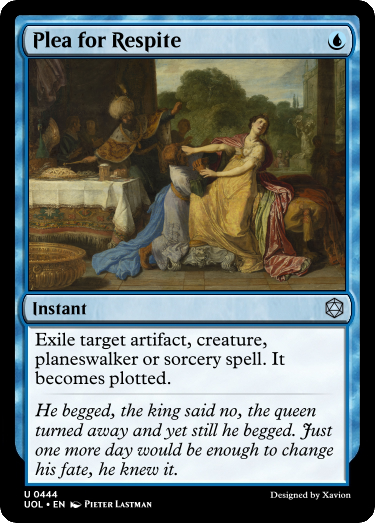 Plea for Respite
Instant
Exile target artifact, creature,
planeswalker or sorcery spell. It
becomes plotted.
He begged, the king said no, the queen
turned away and yet still he begged. Just
one more day would be enough to change
his fate, he knew it.
U 0444
UOL • EN Pieter Lastman
Designed by Xavion